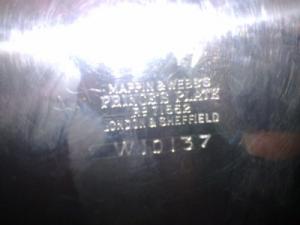 MAPPIN & WEBB'S
PRINCE'S PLATE
LONDON & SHEFFIELD
W10137